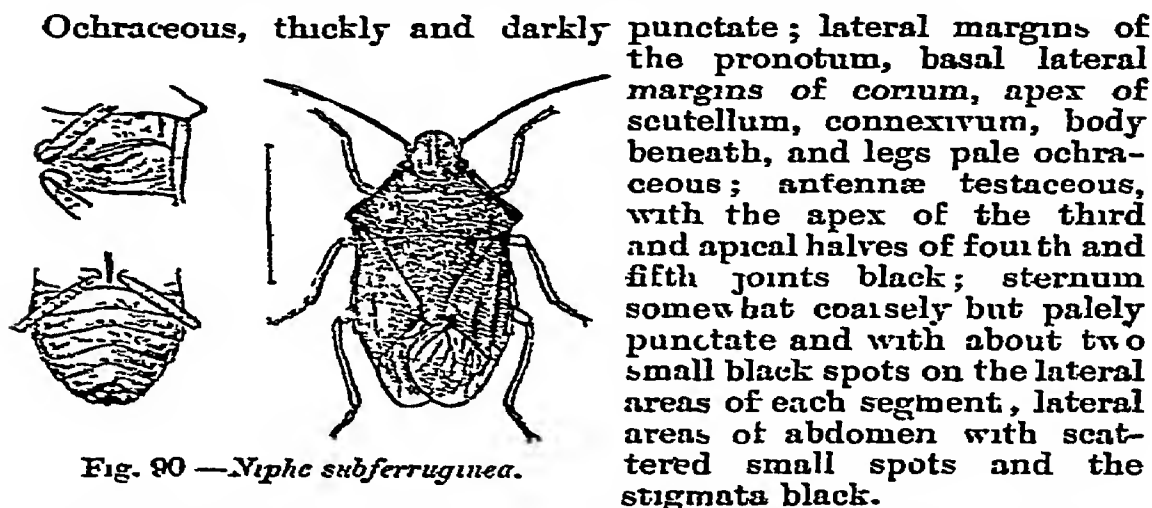 Ochraceous, thickly and darkly punctate; lateral margins of
the pronotum, basal lateral
margins of corium, apex of
scutellum, connexivum, body
beneath, and legs pale ochra-
ceous; antennæ testaceous,
with the apex of the third
and apical halves of fourth and
fifth joints black; sternum
somewhat coarsely but palely
punctate and with about two
small black spots on the lateral
areas of each segment, lateral
areas of abdomen with scat-
tered small spots and the
stigmata black.
Fig. 90 —Niphe subferruginea.